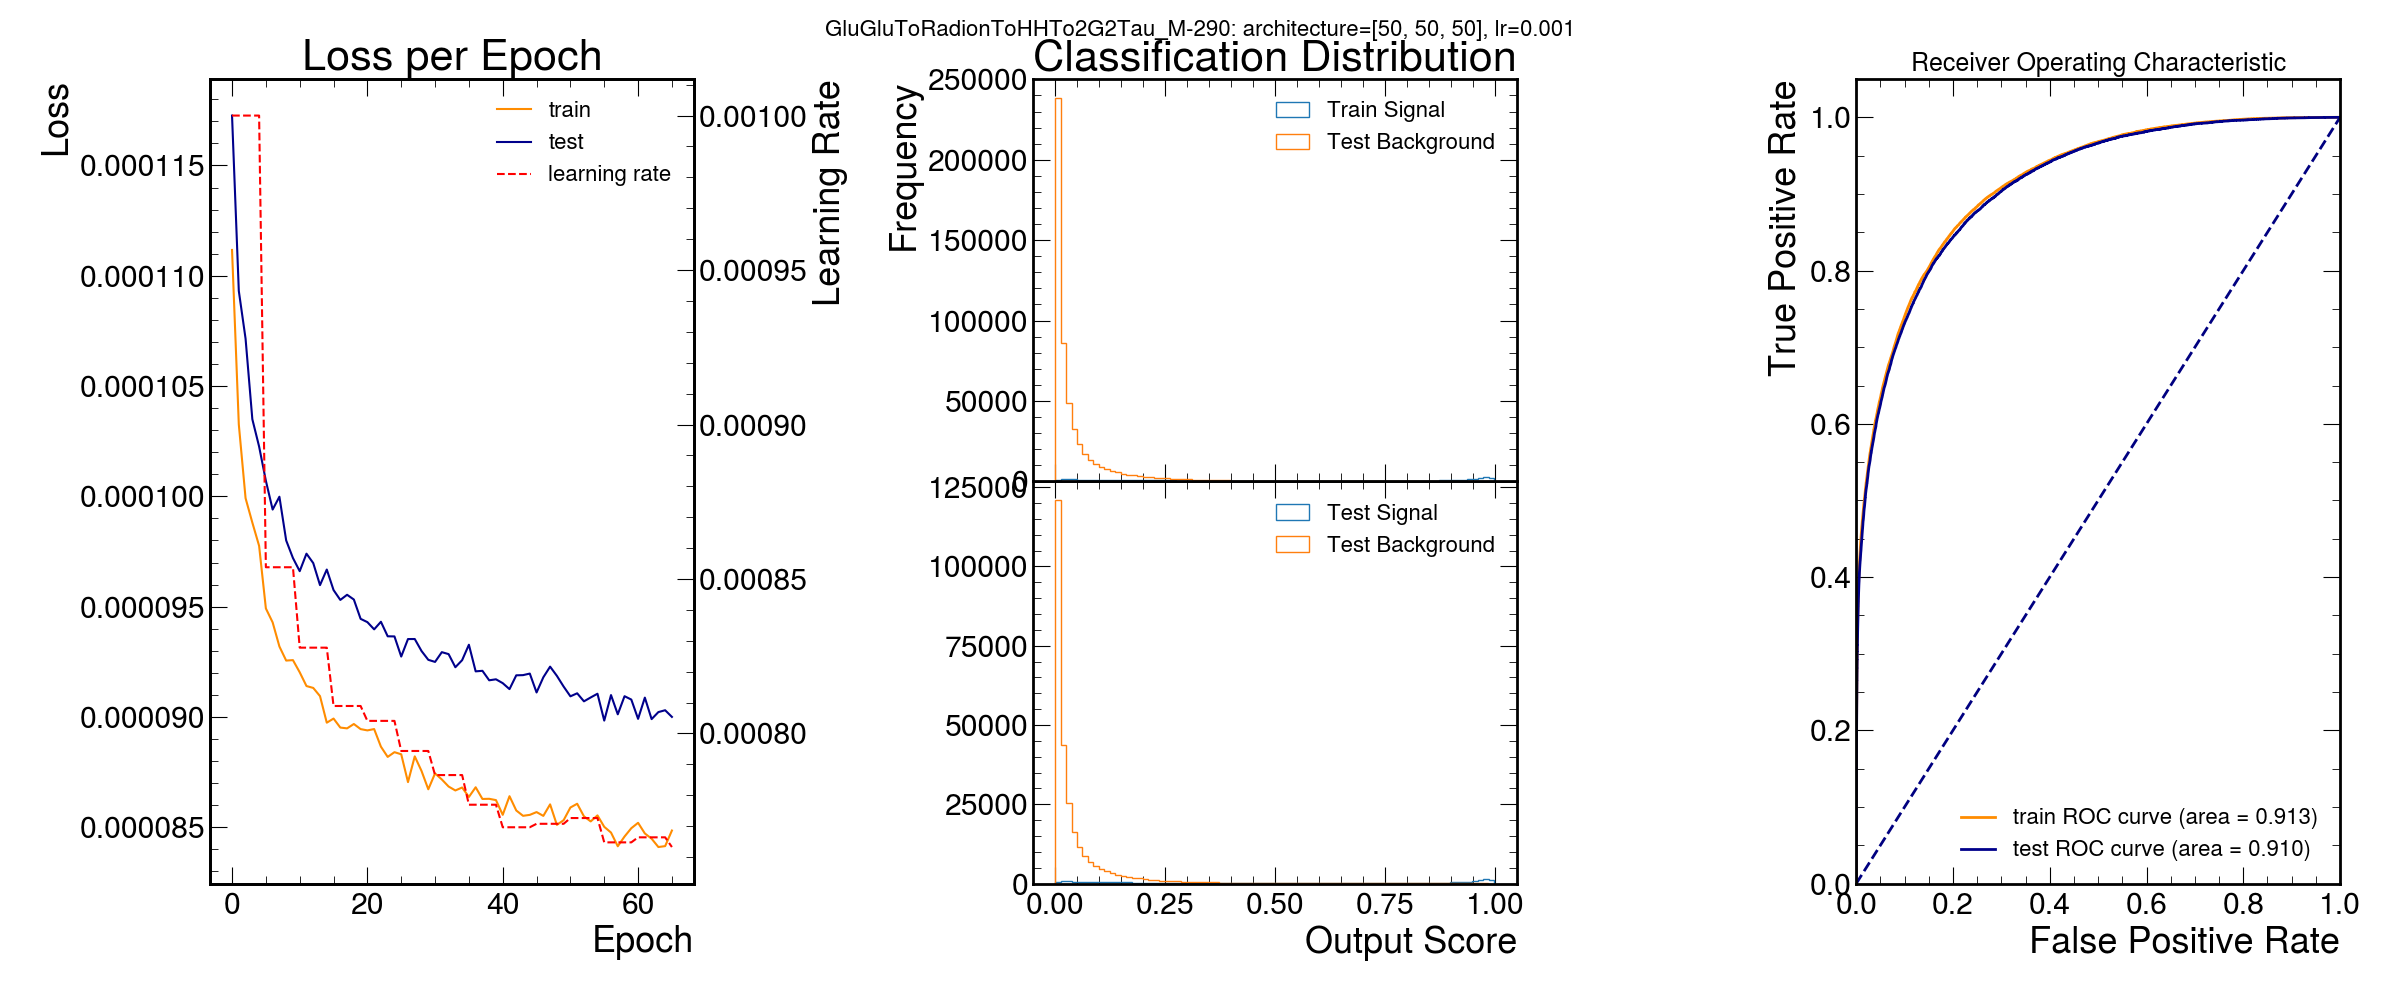 GluGluToRadionToHHTo2G2Tau_M-290: architecture=[50, 50, 50], lr=0.001
Loss per Epoch
Loss
0.000115
0.000110
0.000105
0.000100
0.000095
0.000090
0.000085
train
test
learning rate
0.00100
0.00095
0.00090
0.00085
0.00080
Learning Rate
0
20
40
60
Epoch
Classification Distribution
Frequency
250000
200000
150000
100000
50000
0
Train Signal
Test Background
125000
100000
75000
50000
25000
0
Test Signal
Test Background
0.00
0.25
0.50
0.75
1.00
Output Score
Receiver Operating Characteristic
True Positive Rate
1.0
0.8
0.6
0.4
0.2
0.0
train ROC curve (area = 0.913)
test ROC curve (area = 0.910)
0.0
0.2
0.4
0.6
0.8
1.0
False Positive Rate